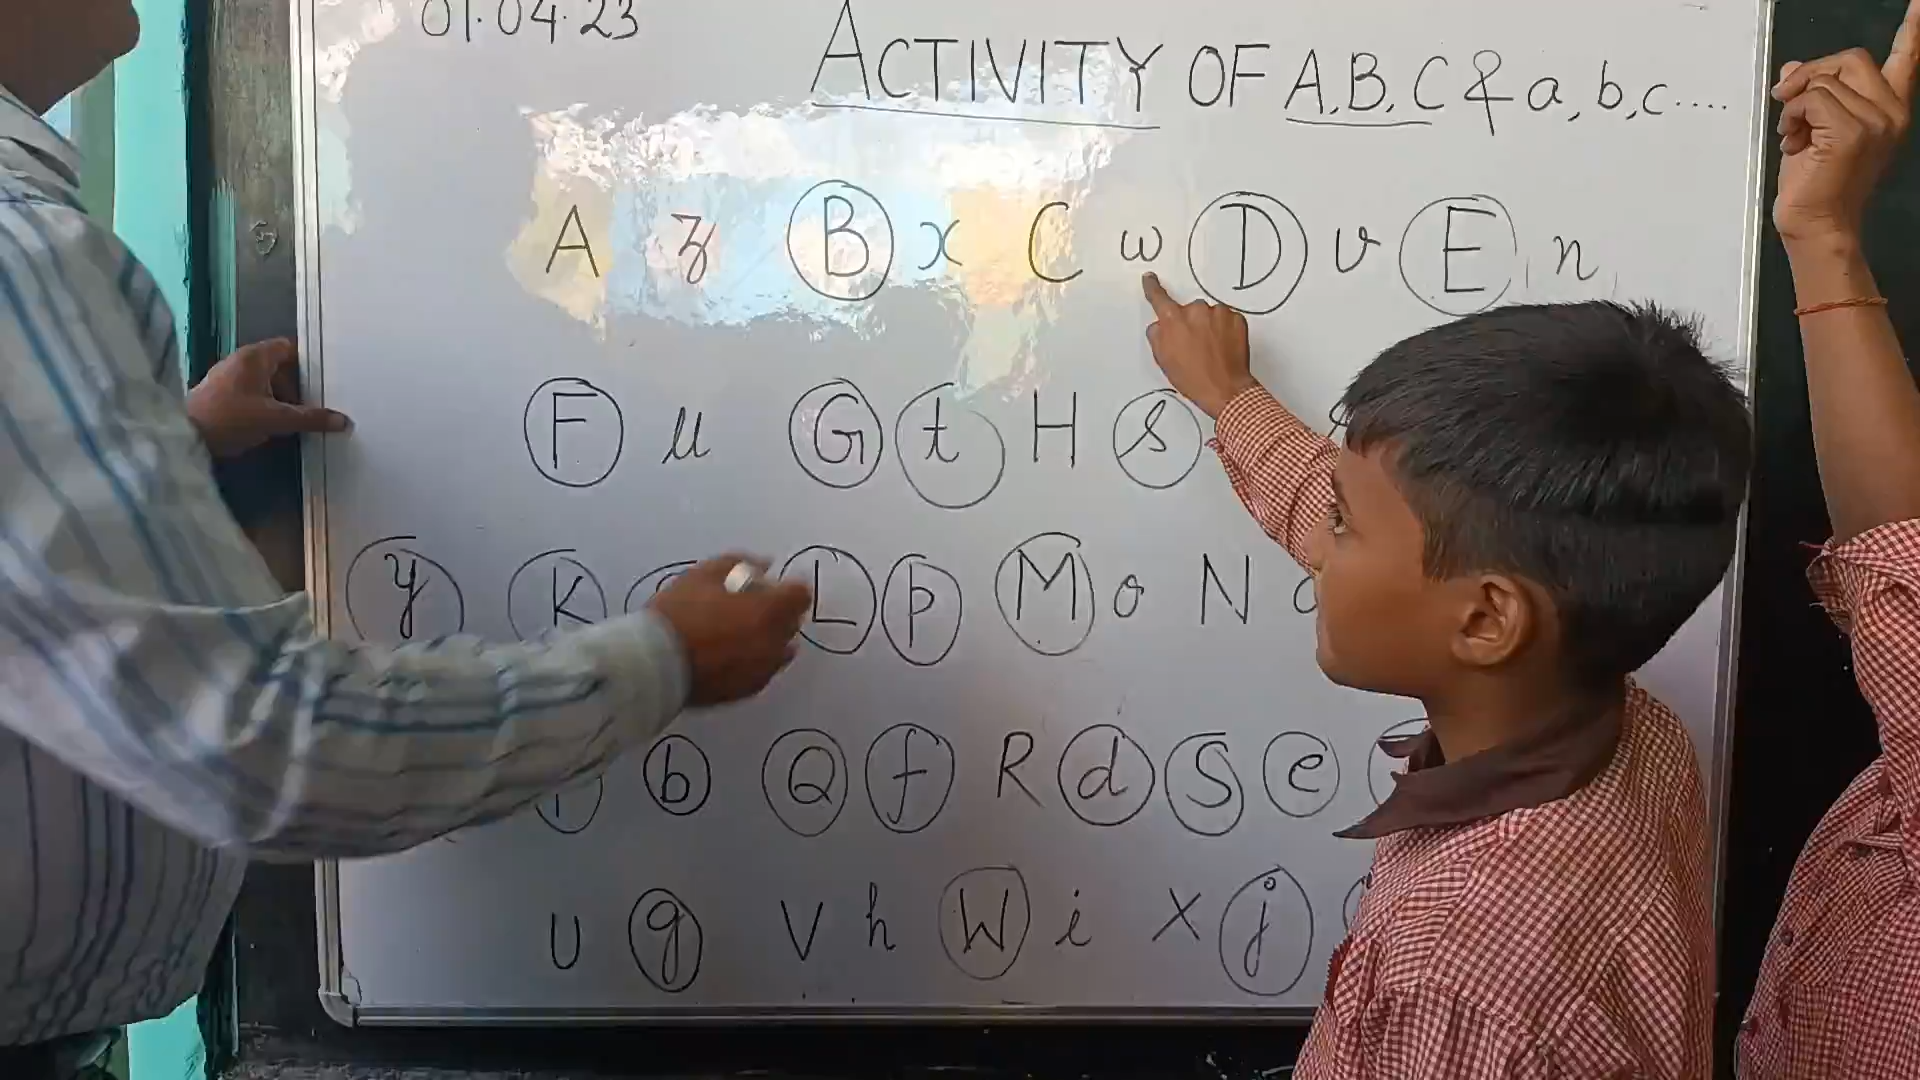 01.04.23
ACTIVITY OF A,B,C & a,b,c....
A z B x C w D v E n
F u G t H s
y K L p M o N
b Q f R d S e
U g V h W i X j